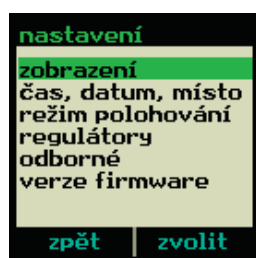 nastavení
zobrazení
čas, datum, místo
režim polohování
regulátory
odborné
verze firmware
zpět zvolit